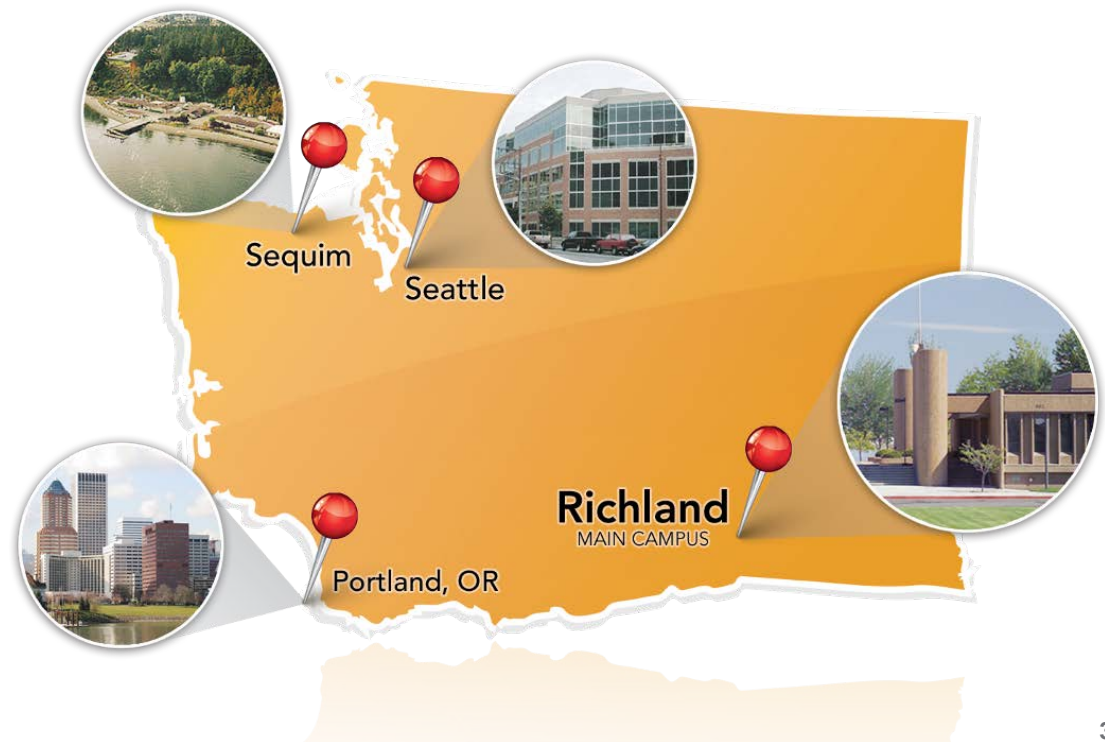 Sequim
Seattle
Richland
MAIN CAMPUS
Portland, OR
3